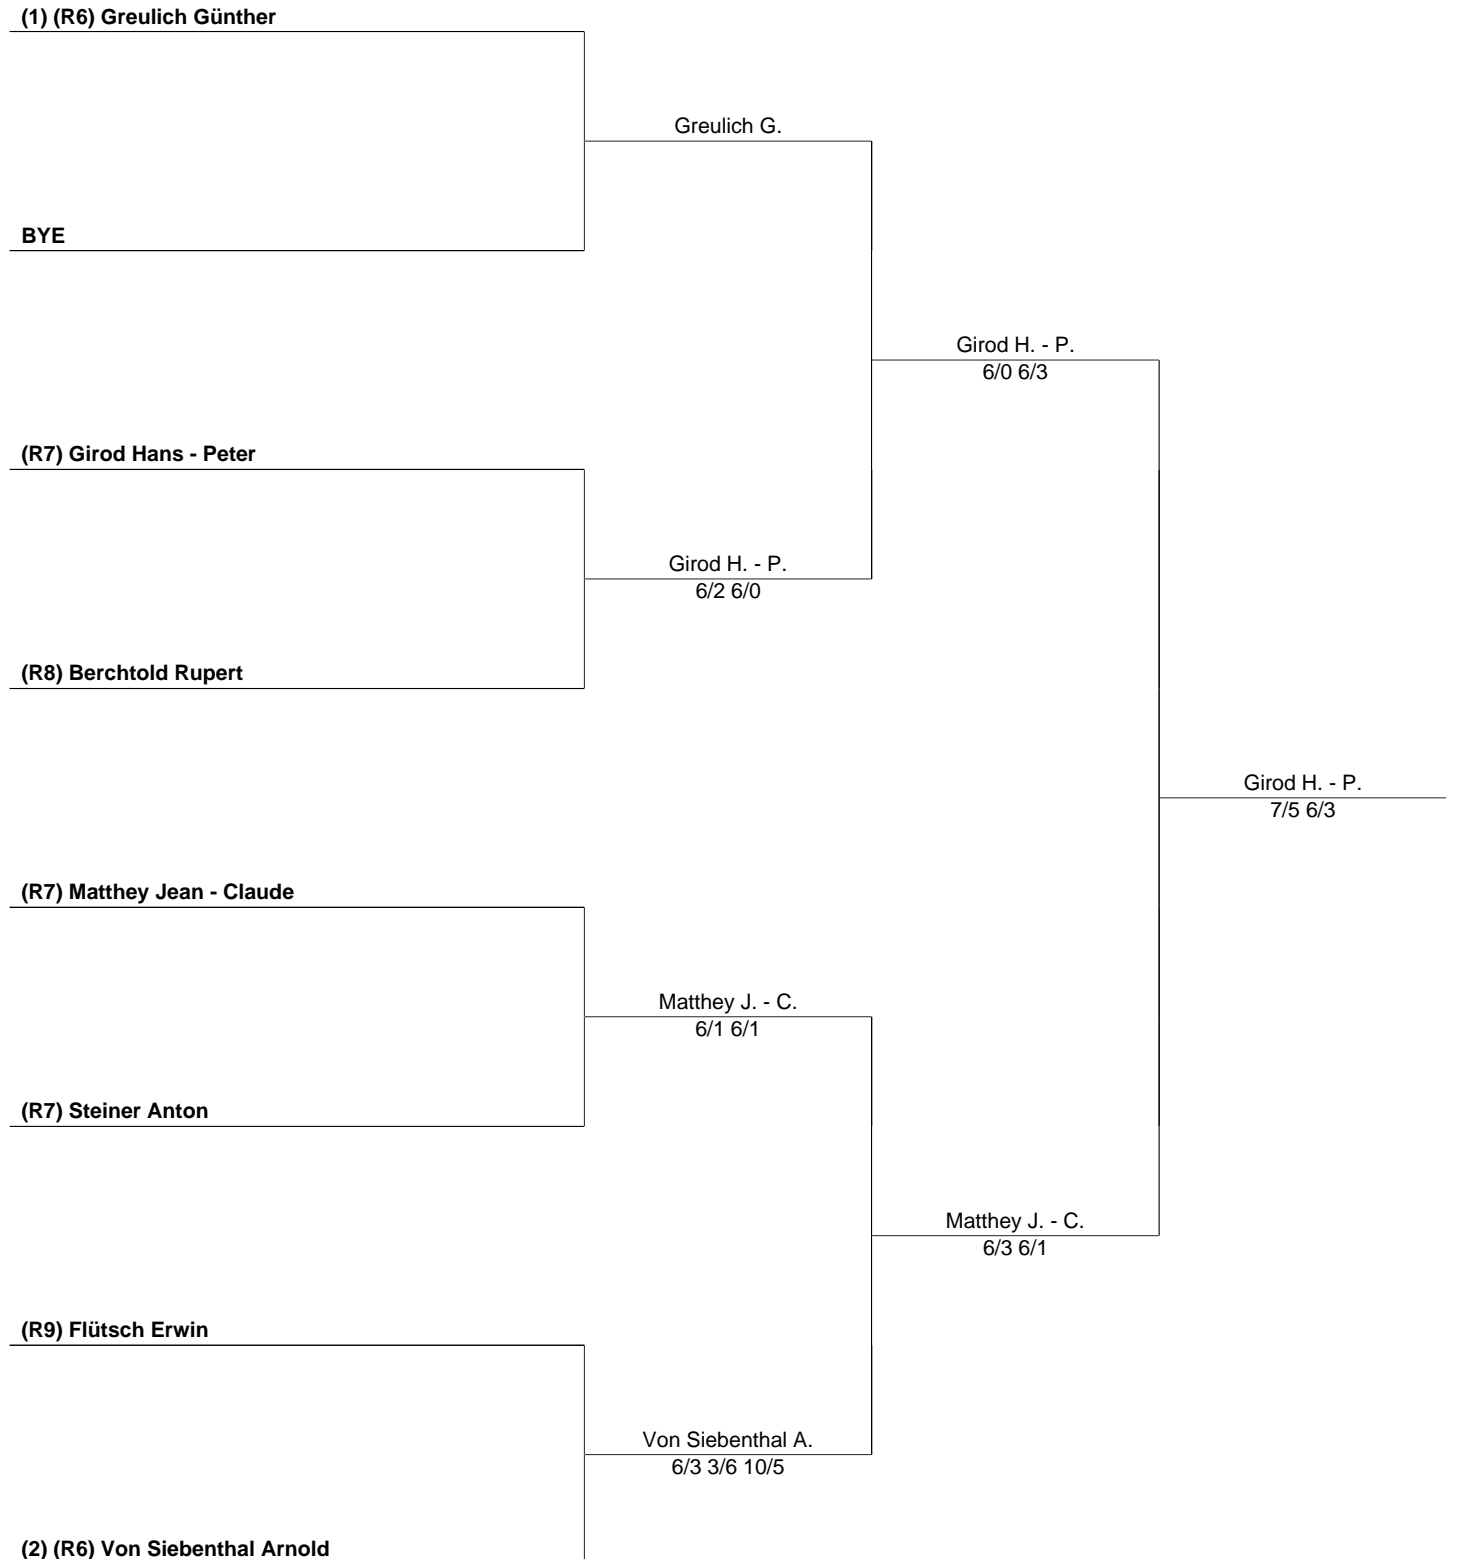 (1) (R6) Greulich Günther
Greulich G.
BYE
Girod H. - P.
6/0 6/3
(R7) Girod Hans - Peter
Girod H. - P.
6/2 6/0
(R8) Berchtold Rupert
Girod H. - P.
7/5 6/3
(R7) Matthey Jean - Claude
Matthey J. - C.
6/1 6/1
(R7) Steiner Anton
Matthey J. - C.
6/3 6/1
(R9) Flütsch Erwin
Von Siebenthal A.
6/3 3/6 10/5
(2) (R6) Von Siebenthal Arnold